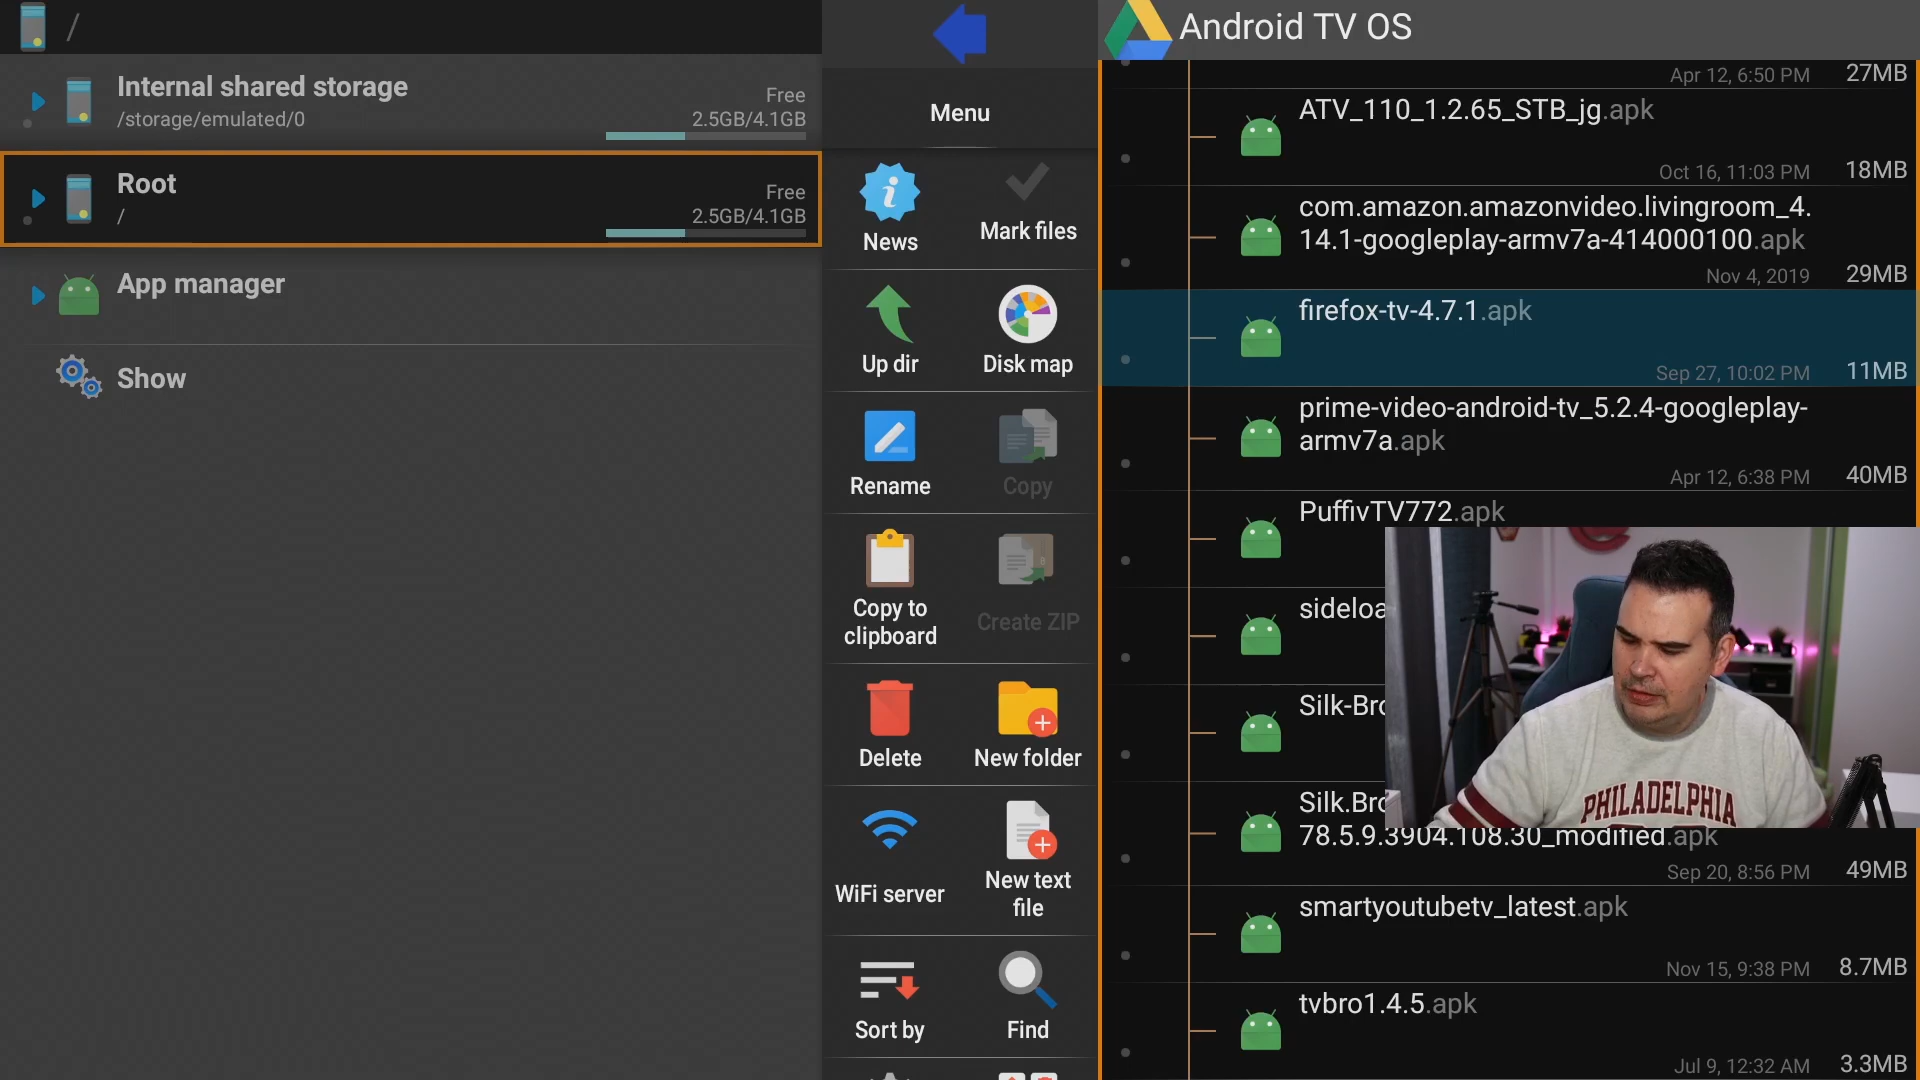 /
Internal shared storage
/storage/emulated/0
Free
2.5GB/4.1GB
Root
/
Free
2.5GB/4.1GB
App manager
Show
Menu
News
Mark files
Up dir
Disk map
Rename
Copy
Copy to
clipboard
Create ZIP
Delete
New folder
WiFi server
New text
file
Sort by
Find
Android TV OS
Apr 12, 6:50 PM 27MB
ATV_110_1.2.65_STB_jg.apk
Oct 16, 11:03 PM 18MB
com.amazon.amazonvideo.livingroom_4.
14.1-googleplay-armv7a-414000100.apk
Nov 4, 2019 29MB
firefox-tv-4.7.1.apk
Sep 27, 10:02 PM 11MB
prime-video-android-tv_5.2.4-googleplay-
armv7a.apk
Apr 12, 6:38 PM 40MB
PuffivTV772.apk
sideloa
Silk-Bro
Silk.Bro
78.5.9.3904.108.30_modified.apk
Sep 20, 8:56 PM 49MB
smartyoutubetv_latest.apk
Nov 15, 9:38 PM 8.7MB
tvbro1.4.5.apk
Jul 9, 12:32 AM 3.3MB
PHILADELPHIA